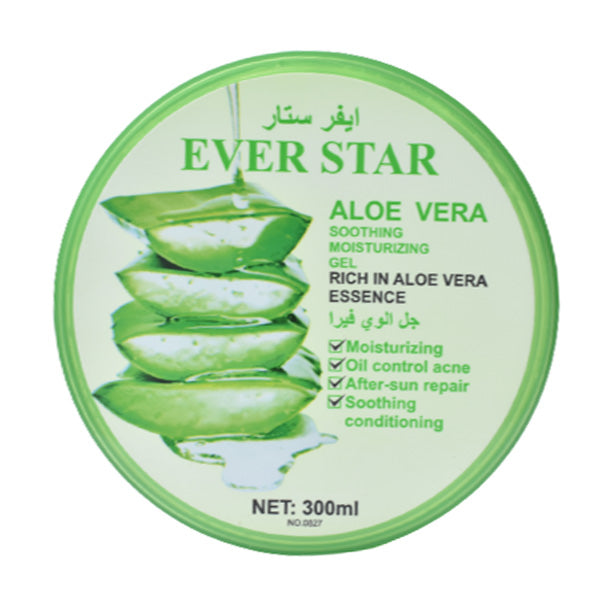 ايفر ستار
EVER STAR
ALOE VERA
SOOTHING
MOISTURIZING
GEL
RICH IN ALOE VERA
ESSENCE
جل الوي فيرا
Moisturizing
Oil control acne
After-sun repair
Soothing
conditioning
NET: 300ml
NO.0827